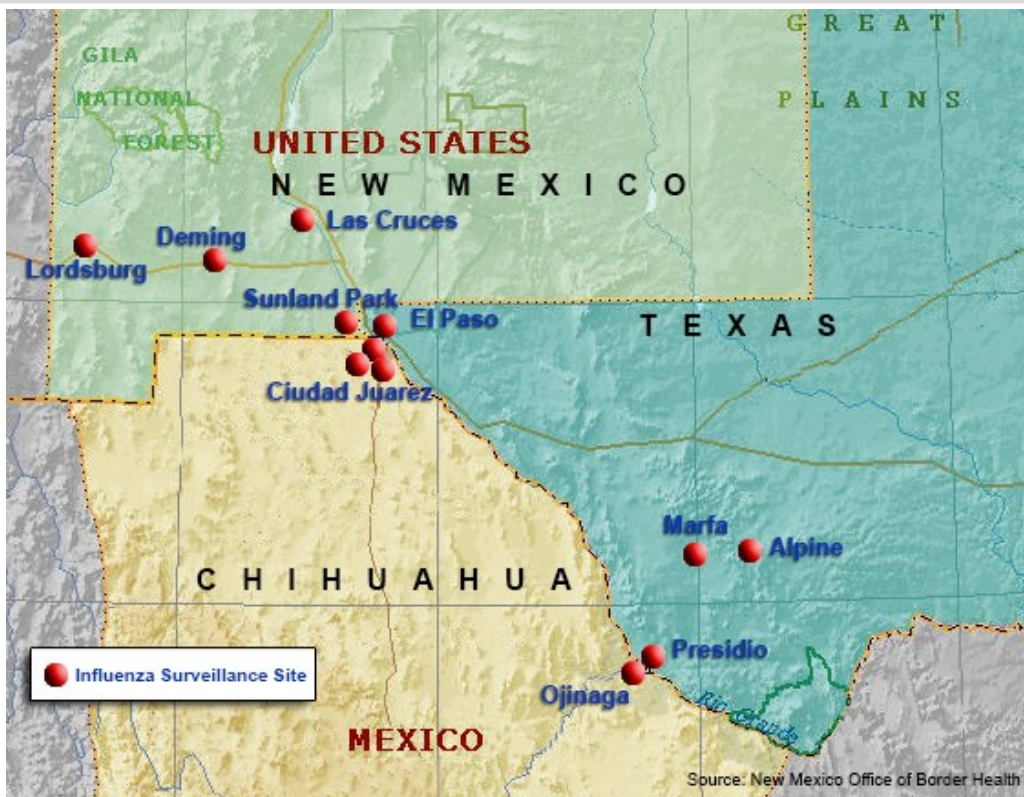 GREAT
PLAINS
GILA
NATIONAL
FOREST
UNITED STATES
NEW MEXICO
Las Cruces
Deming
Lordsburg
Sunland Park
El Paso
TEXAS
Ciudad Juarez
Marfa
Alpine
CHIHUAHUA
Presidio
Ojinaga
Rio Grande
Influenza Surveillance Site
MEXICO
Source: New Mexico Office of Border Health